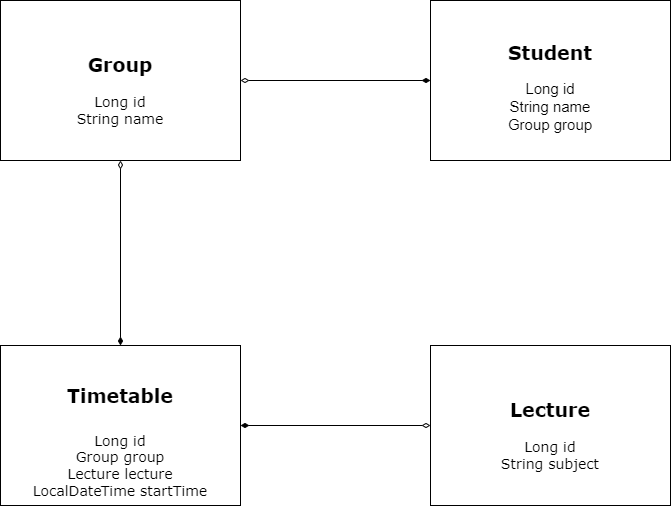 Group
Long id
String name
Student
Long id
String name
Group group
Timetable
Long id
Group group
Lecture lecture
LocalDateTime startTime
Lecture
Long id
String subject